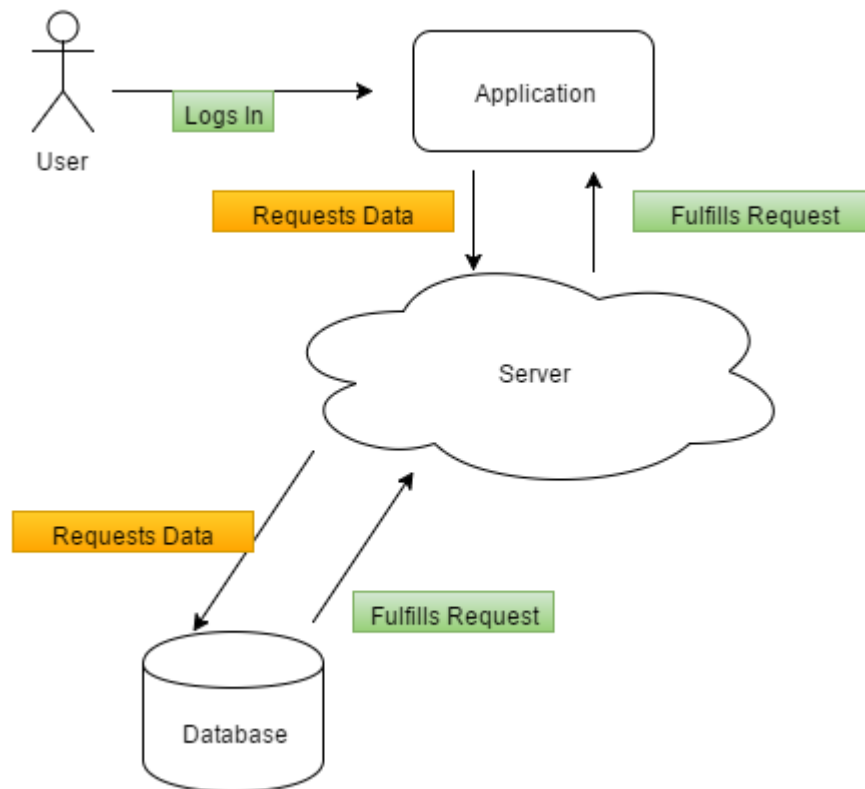 Application
Logs In
User
Requests Data
Fulfills Request
Server
Requests Data
Fulfills Request
Database